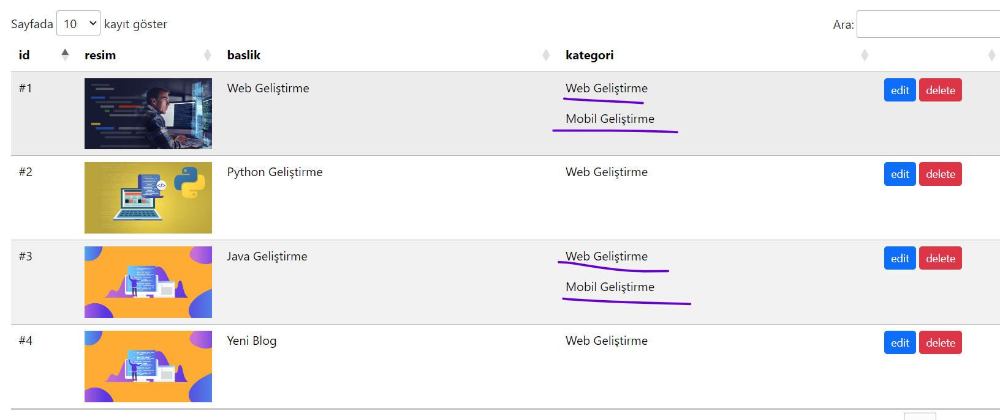 Sayfada 10 kayıt göster
Ara:
id resim baslik kategori
#1 Web Geliştirme Web Geliştirme edit delete
Mobil Geliştirme
#2 Python Geliştirme Web Geliştirme edit delete
#3 Java Geliştirme Web Geliştirme edit delete
Mobil Geliştirme
#4 Yeni Blog Web Geliştirme edit delete